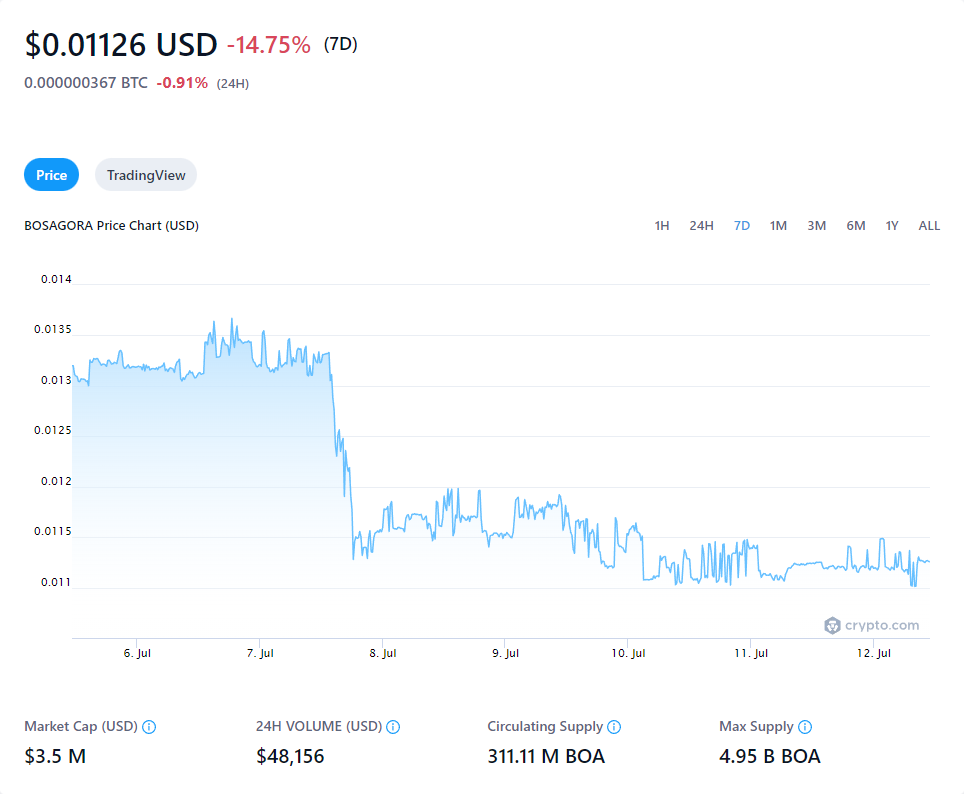 $0.01126 USD -14.75% (7D)
0.000000367 BTC -0.91% (24H)
Price TradingView
BOSAGORA Price Chart (USD) 1H 24H 7D 1M 3M 6M 1Y ALL
0.014
0.0135
0.013
0.0125
0.012
0.0115
0.011
crypto.com
6. Jul 7. Jul 8. Jul 9. Jul 10. Jul 11. Jul 12. Jul
Market Cap (USD) 24H VOLUME (USD) Circulating Supply Max Supply
$3.5 M $48,156 311.11 M BOA 4.95 B BOA